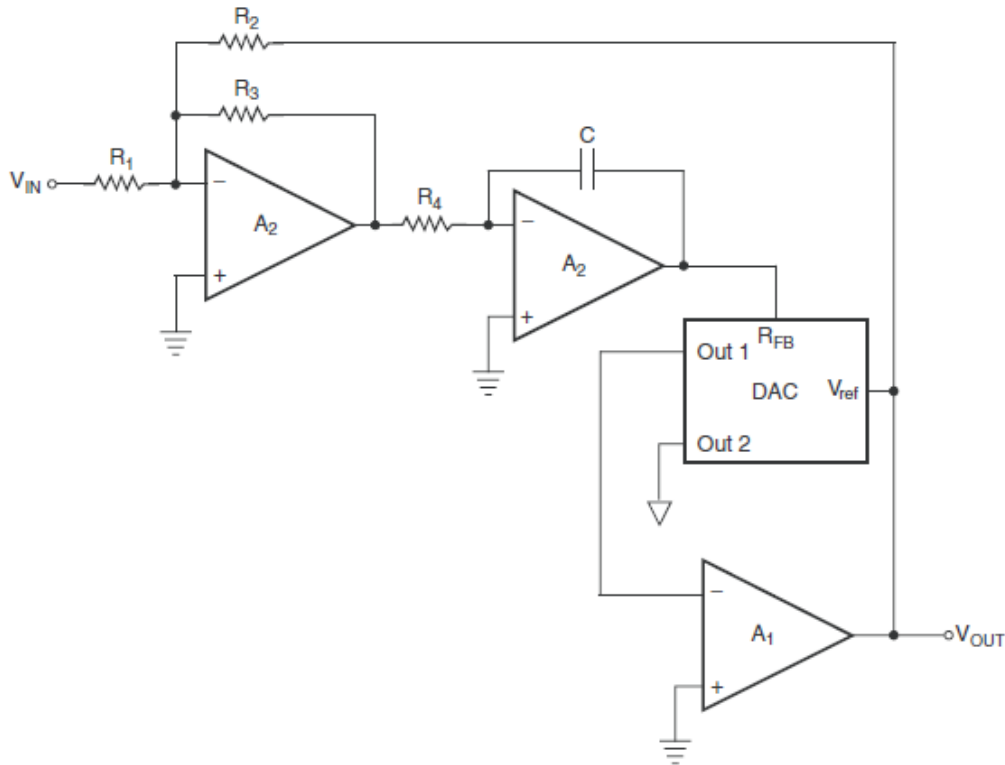 R2
R3
R1
VIN
−
A2
+
C
R4
−
A2
+
RFB
Out 1
DAC
Vref
Out 2
−
A1
+
VOUT